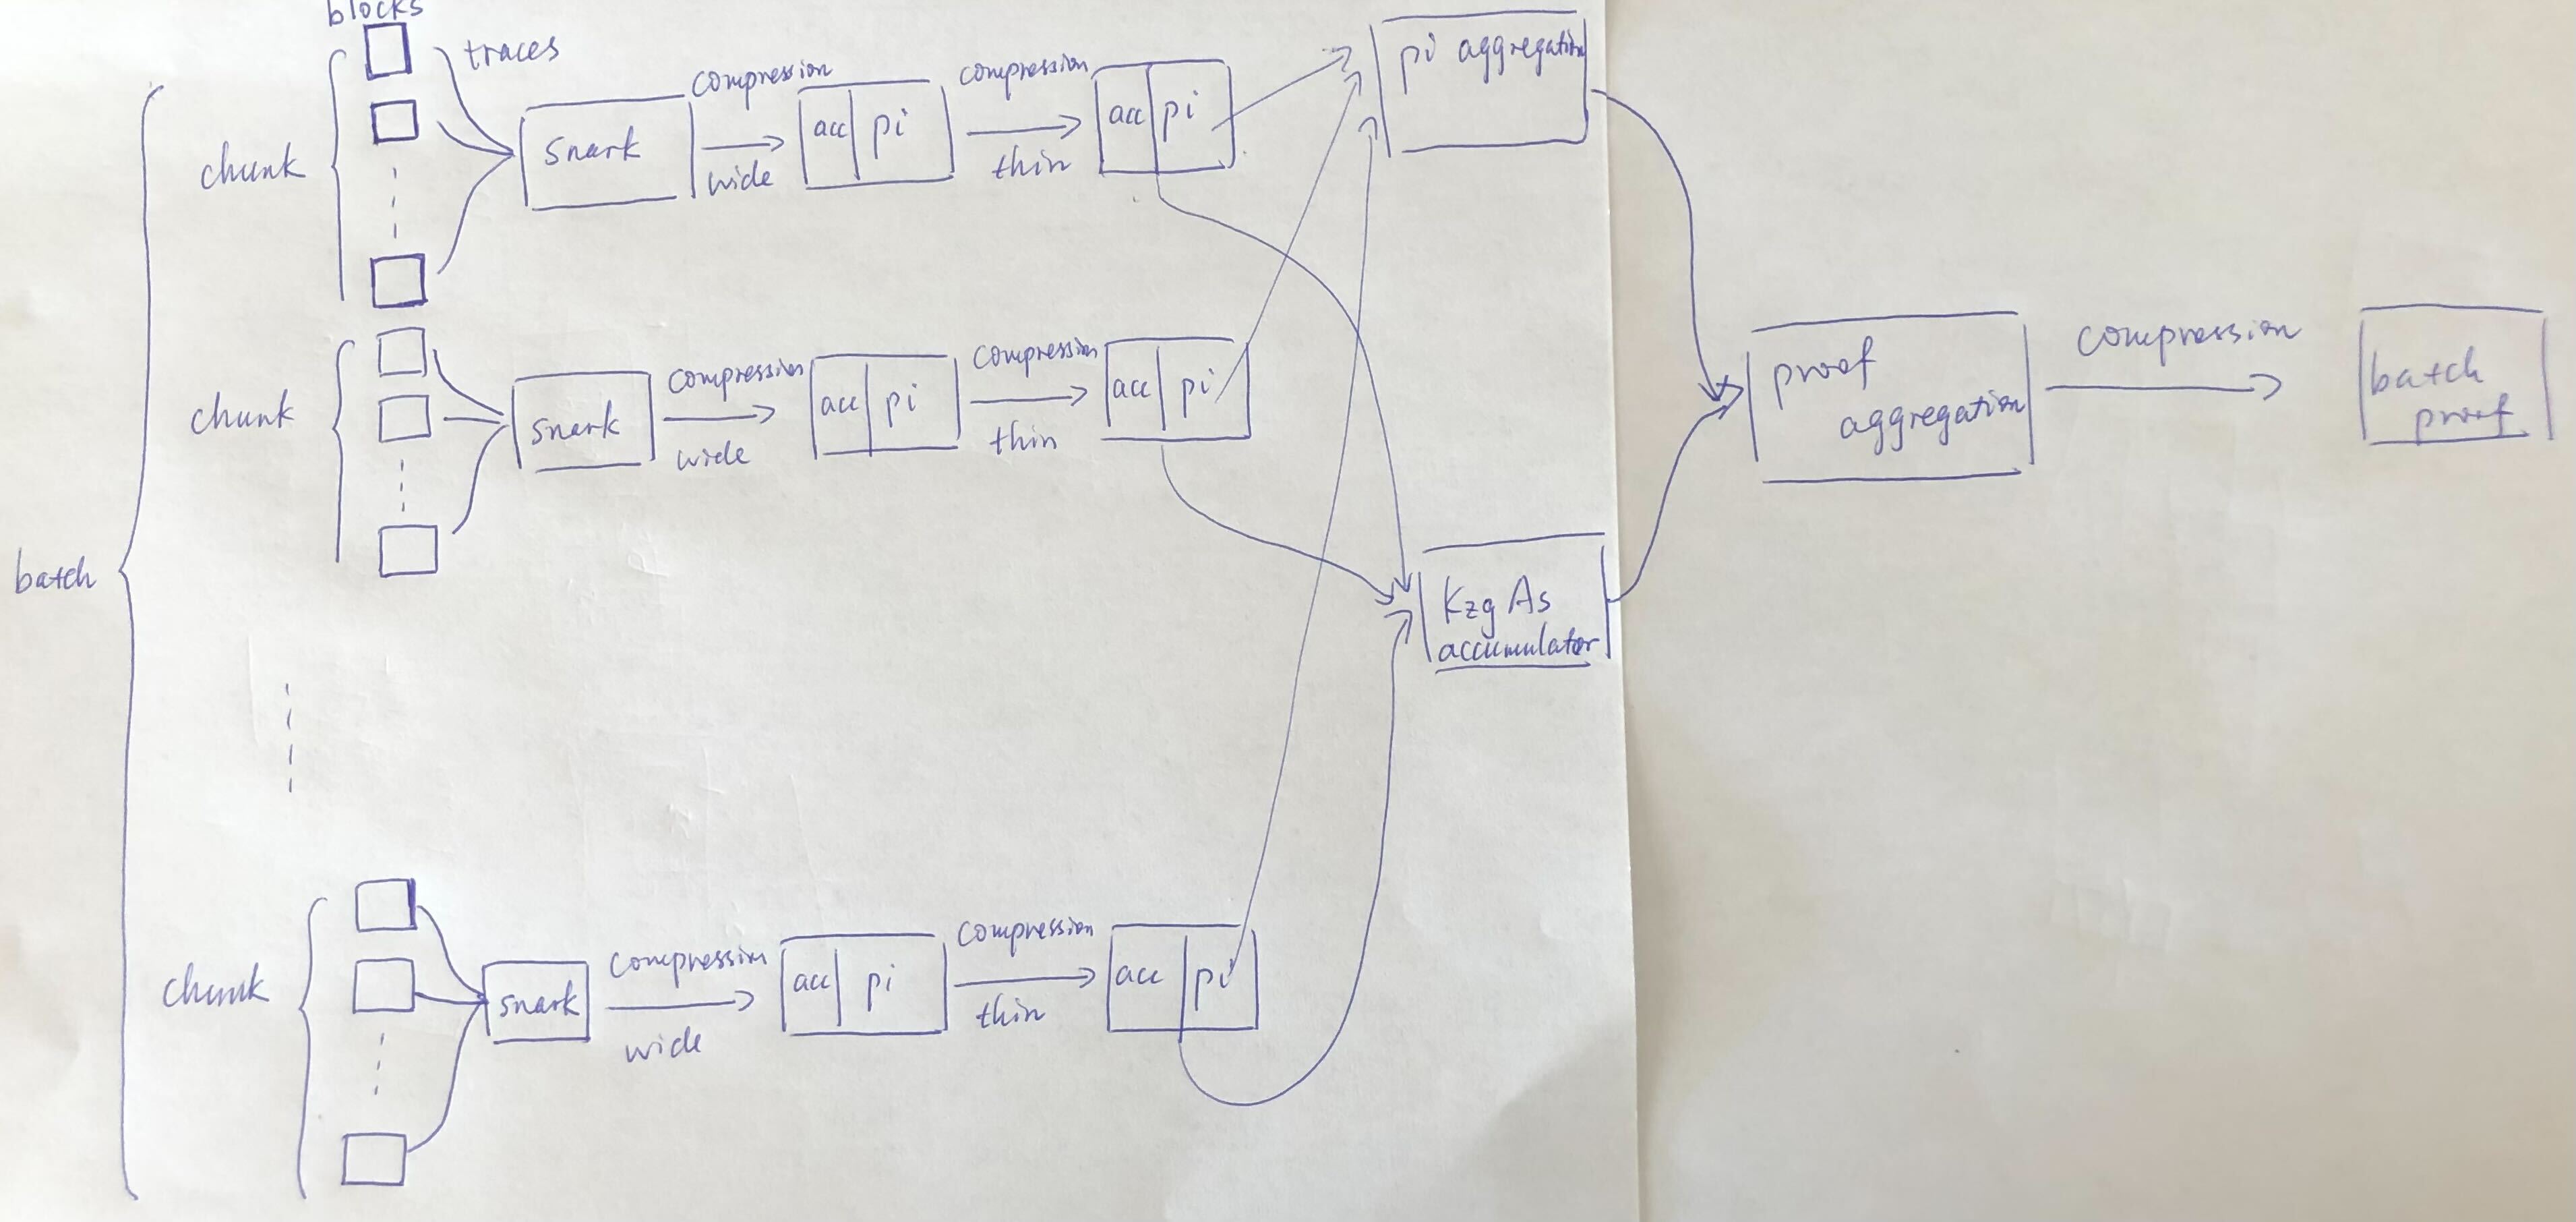 blocks
traces
chunk
snark
compression
wide
acc pi
compression
thin
acc pi
pi aggregation
chunk
snark
compression
wide
acc pi
compression
thin
acc pi
proof
aggregation
compression
batch
proof
batch
Kzg As
accumulator
chunk
snark
compression
wide
acc pi
compression
thin
acc pi